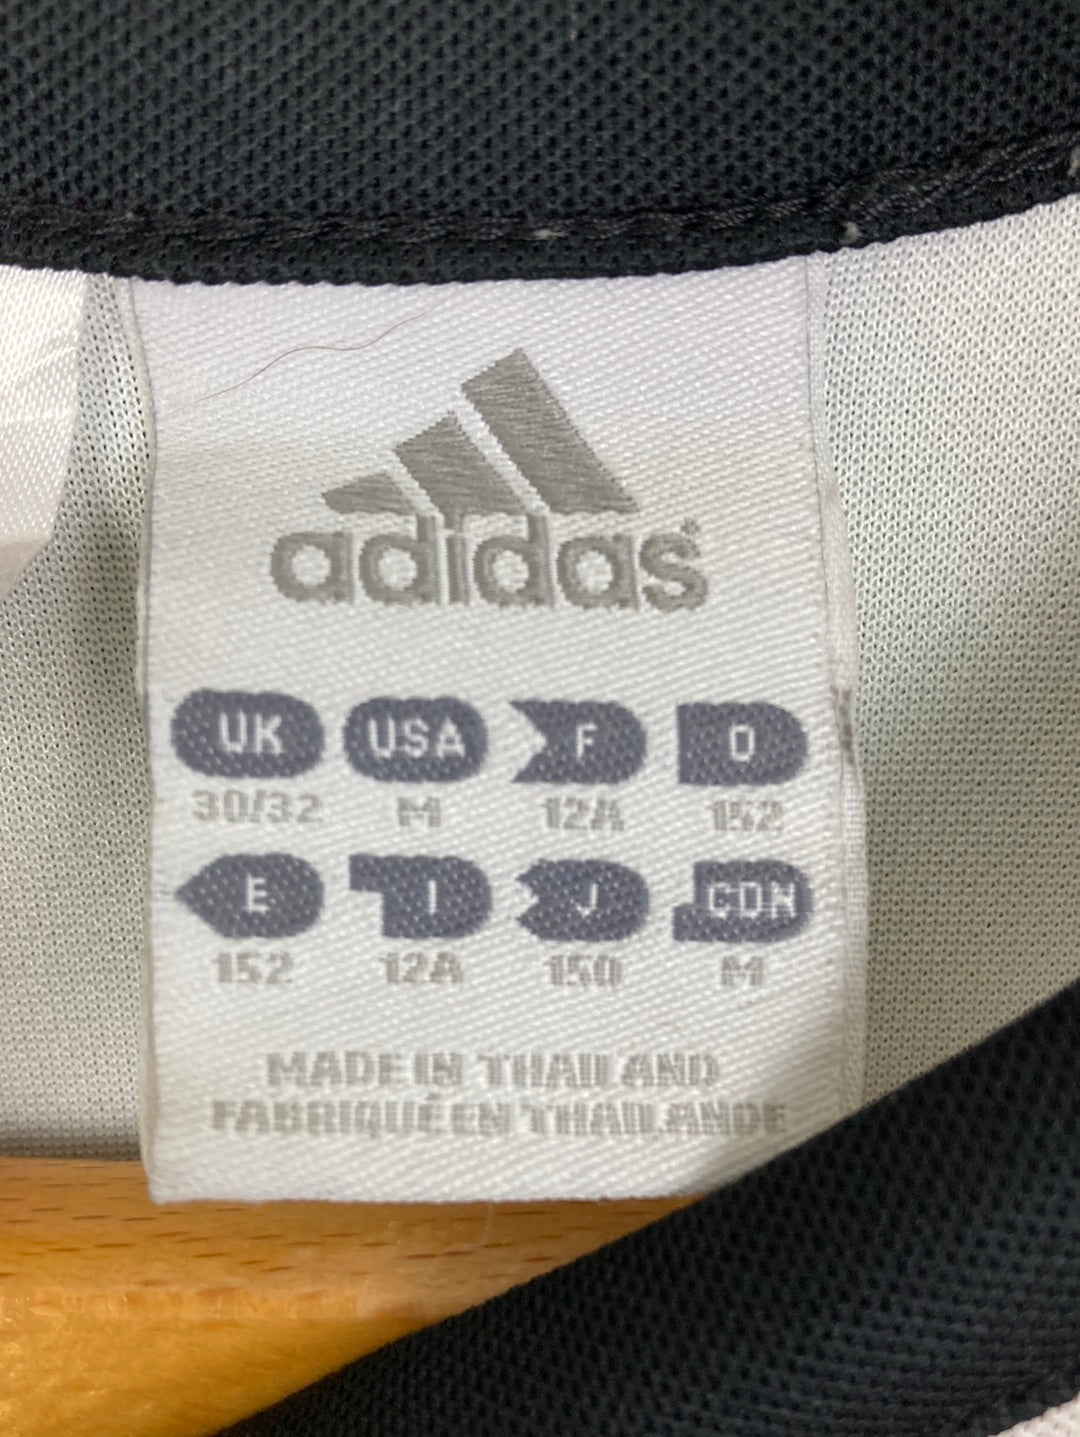 adidas®
UK USA F D
30/32 M 12A 152
E I J CDN
152 12A 150 M
MADE IN THAILAND
FABRIQUÉ EN THAILANDE